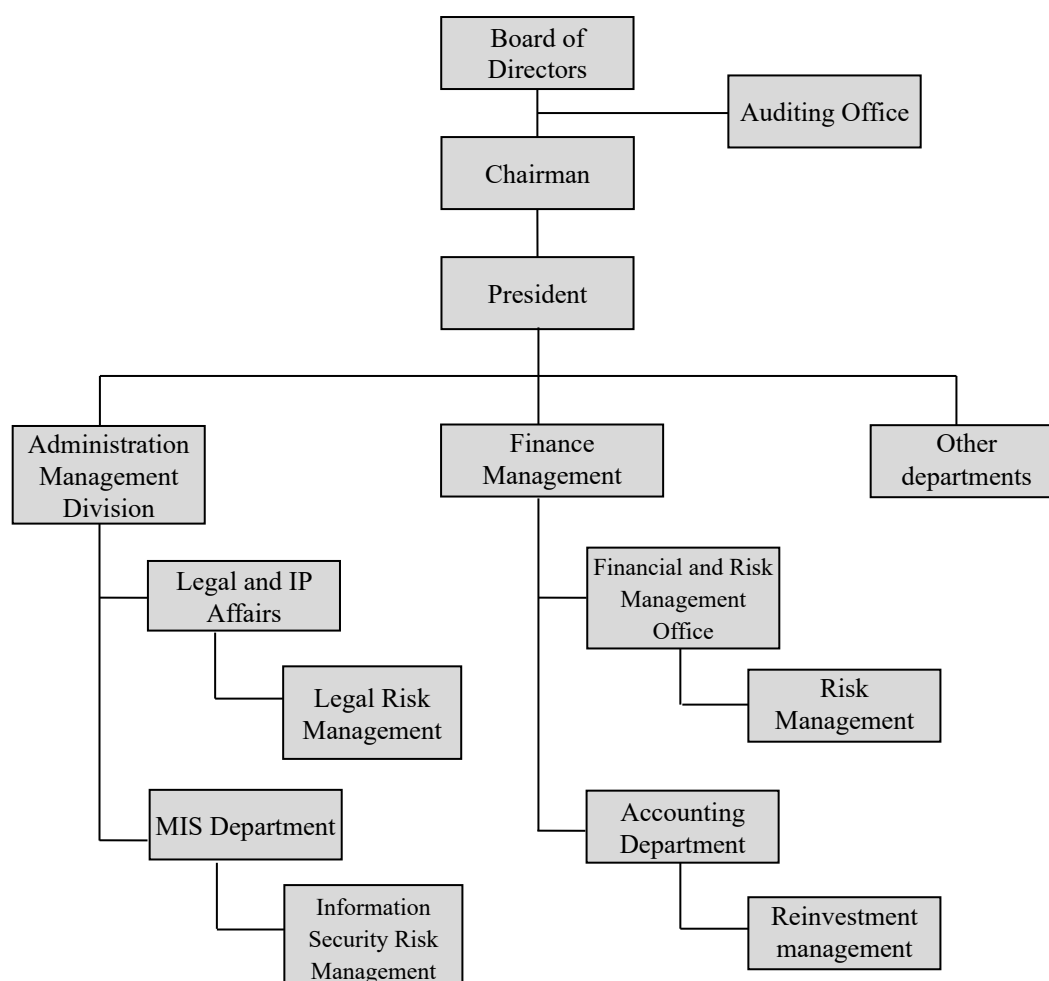 Board of
Directors
Auditing Office
Chairman
President
Administration
Management
Division
Finance
Management
Other
departments
Legal and IP
Affairs
Financial and Risk
Management
Office
Legal Risk
Management
Risk
Management
MIS Department
Accounting
Department
Information
Security Risk
Management
Reinvestment
management